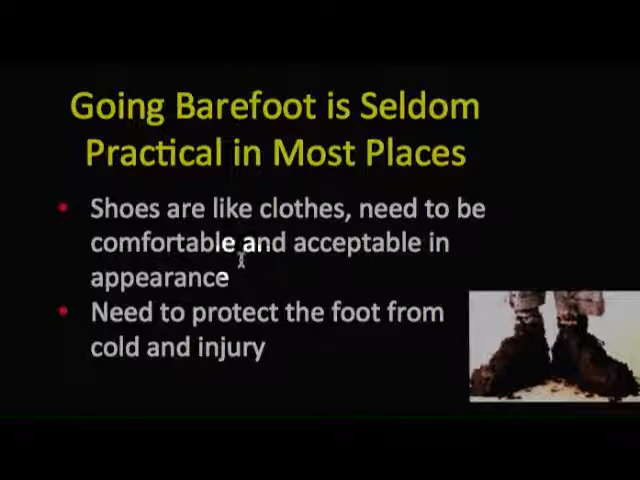 Going Barefoot is Seldom
Practical in Most Places
• Shoes are like clothes, need to be
comfortable and acceptable in
appearance
• Need to protect the foot from
cold and injury